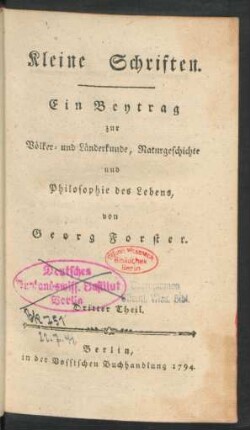 Kleine Schriften.
Ein Beytrag
zur
Völker- und Länderkunde, Naturgeschichte
und
Philosophie des Lebens,
von
Georg Forster.
Deutsches
Institut
Berlin
Dritter Theil.
Berlin,
in der Vossischen Buchhandlung 1794.